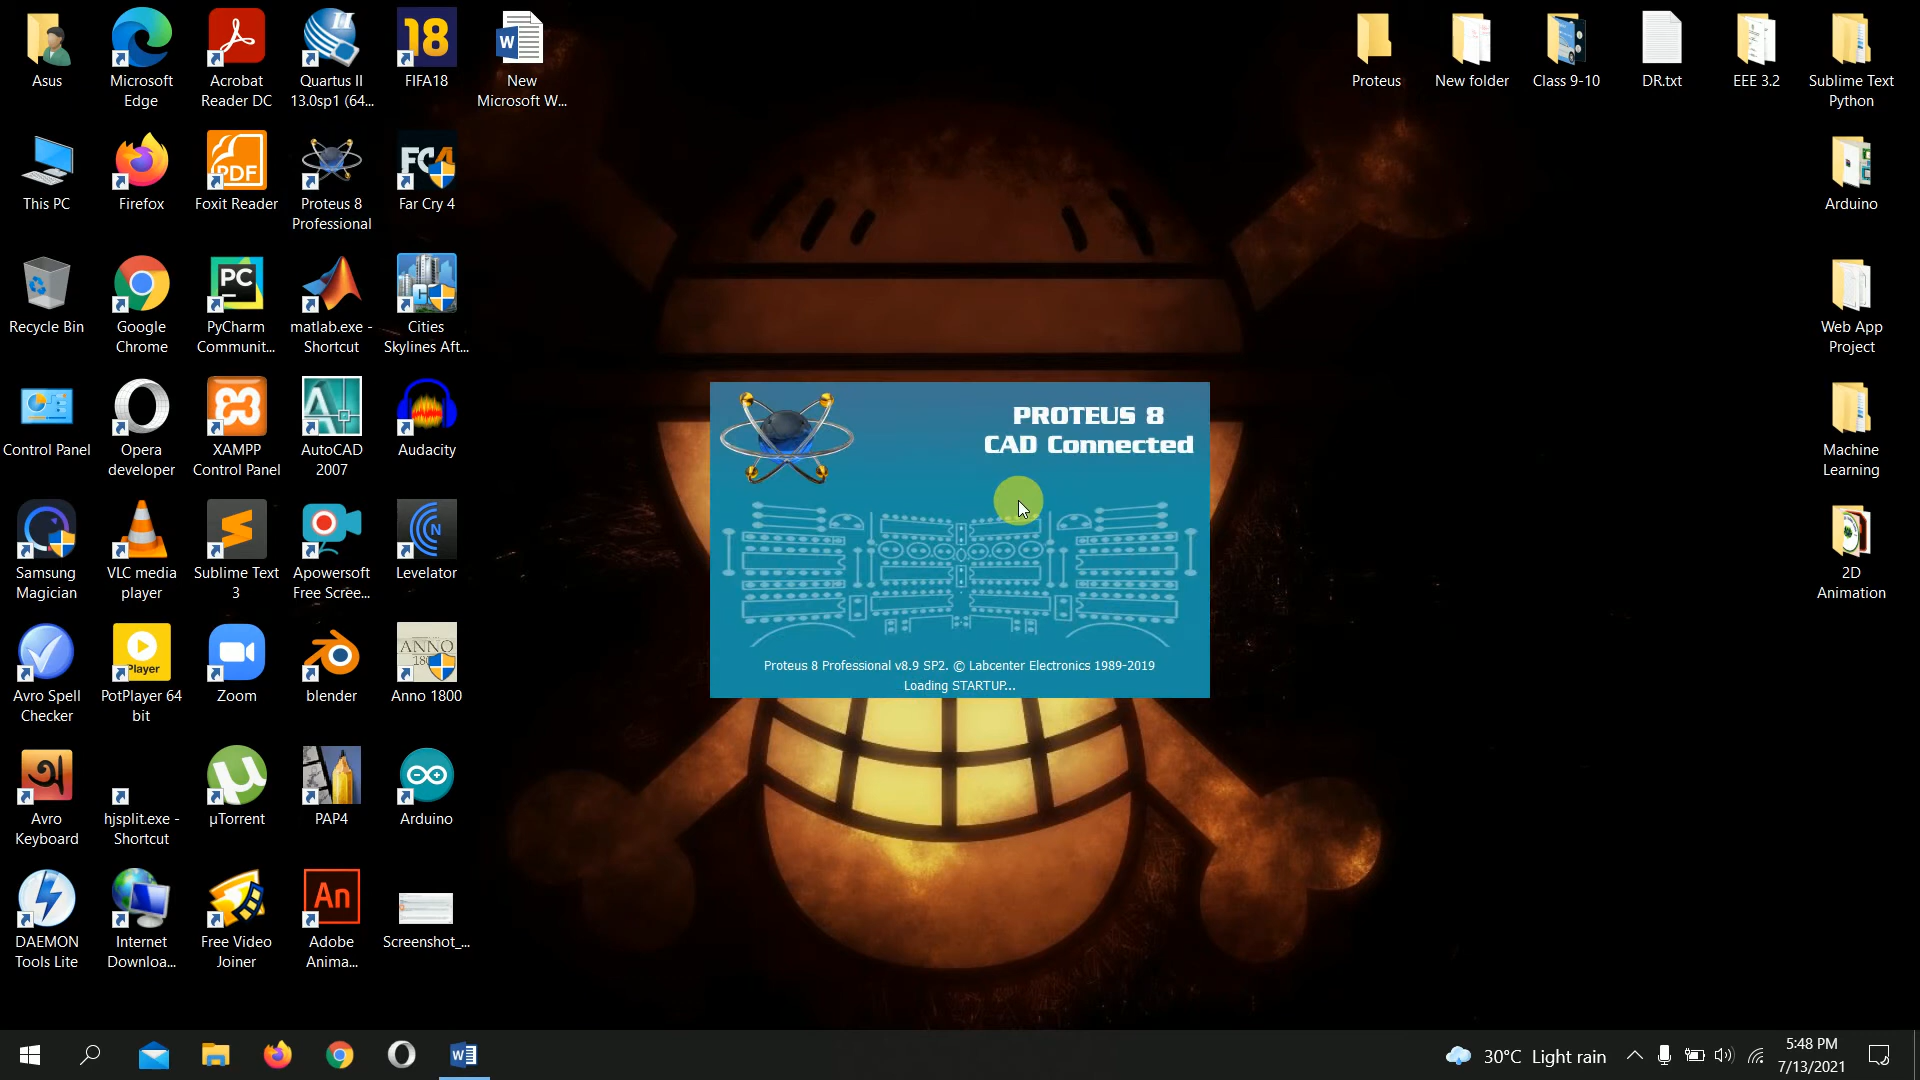 Asus
Microsoft
Edge
Acrobat
Reader DC
Quartus II
13.0sp1 (64...
18
FIFA18
W
New
Microsoft W...
Proteus
New folder
Class 9-10
DR.txt
EEE 3.2
Sublime Text
Python
This PC
Firefox
PDF
Foxit Reader
Proteus 8
Professional
FC4
Far Cry 4
Arduino
Recycle Bin
Google
Chrome
PC
PyCharm
Communit...
matlab.exe -
Shortcut
Cities
Skylines Aft...
Web App
Project
Control Panel
Opera
developer
XAMPP
Control Panel
AutoCAD
2007
Audacity
PROTEUS 8
CAD Connected
Machine
Learning
Samsung
Magician
VLC media
player
Sublime Text
3
Apowersoft
Free Scree...
N
Levelator
2D
Animation
Proteus 8 Professional v8.9 SP2. © Labcenter Electronics 1989-2019
Loading STARTUP...
Avro Spell
Checker
Player
PotPlayer 64
bit
Zoom
blender
ANNO
Anno 1800
অ
Avro
Keyboard
hjsplit.exe -
Shortcut
µ
µTorrent
PAP4
Arduino
DAEMON
Tools Lite
Internet
Downloa...
Free Video
Joiner
An
Adobe
Anima...
Screenshot_...
W
30°C Light rain
5:48 PM
7/13/2021